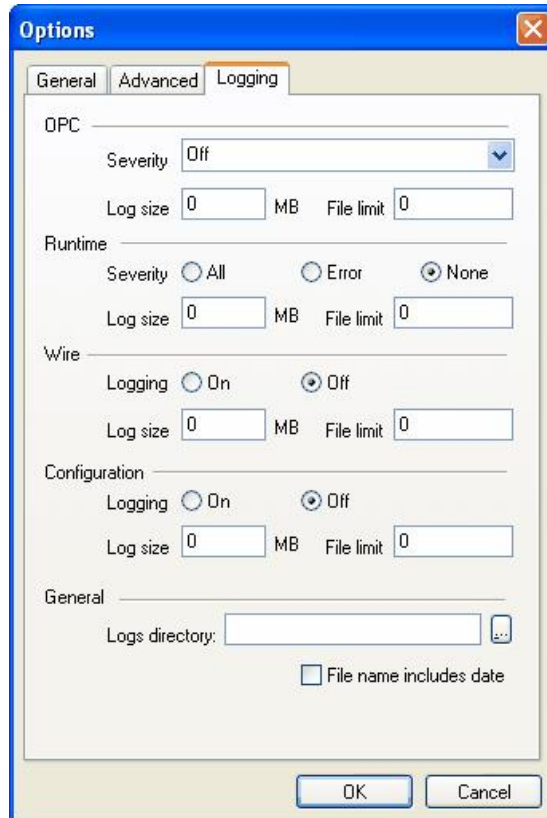 Options
General Advanced Logging
OPC
Severity Off
Log size 0 MB File limit 0
Runtime
Severity All Error None
Log size 0 MB File limit 0
Wire
Logging On Off
Log size 0 MB File limit 0
Configuration
Logging On Off
Log size 0 MB File limit 0
General
Logs directory: ...
File name includes date
OK Cancel